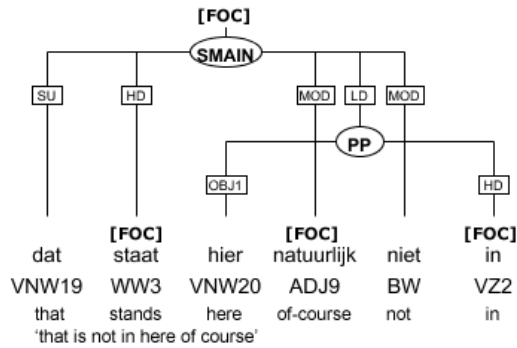 [FOC]
SMAIN
SU HD MOD LD MOD
PP
OBJ1 HD
[FOC] [FOC] [FOC]
dat staat hier natuurlijk niet in
VNW19 WW3 VNW20 ADJ9 BW VZ2
that stands here of-course not in
'that is not in here of course'